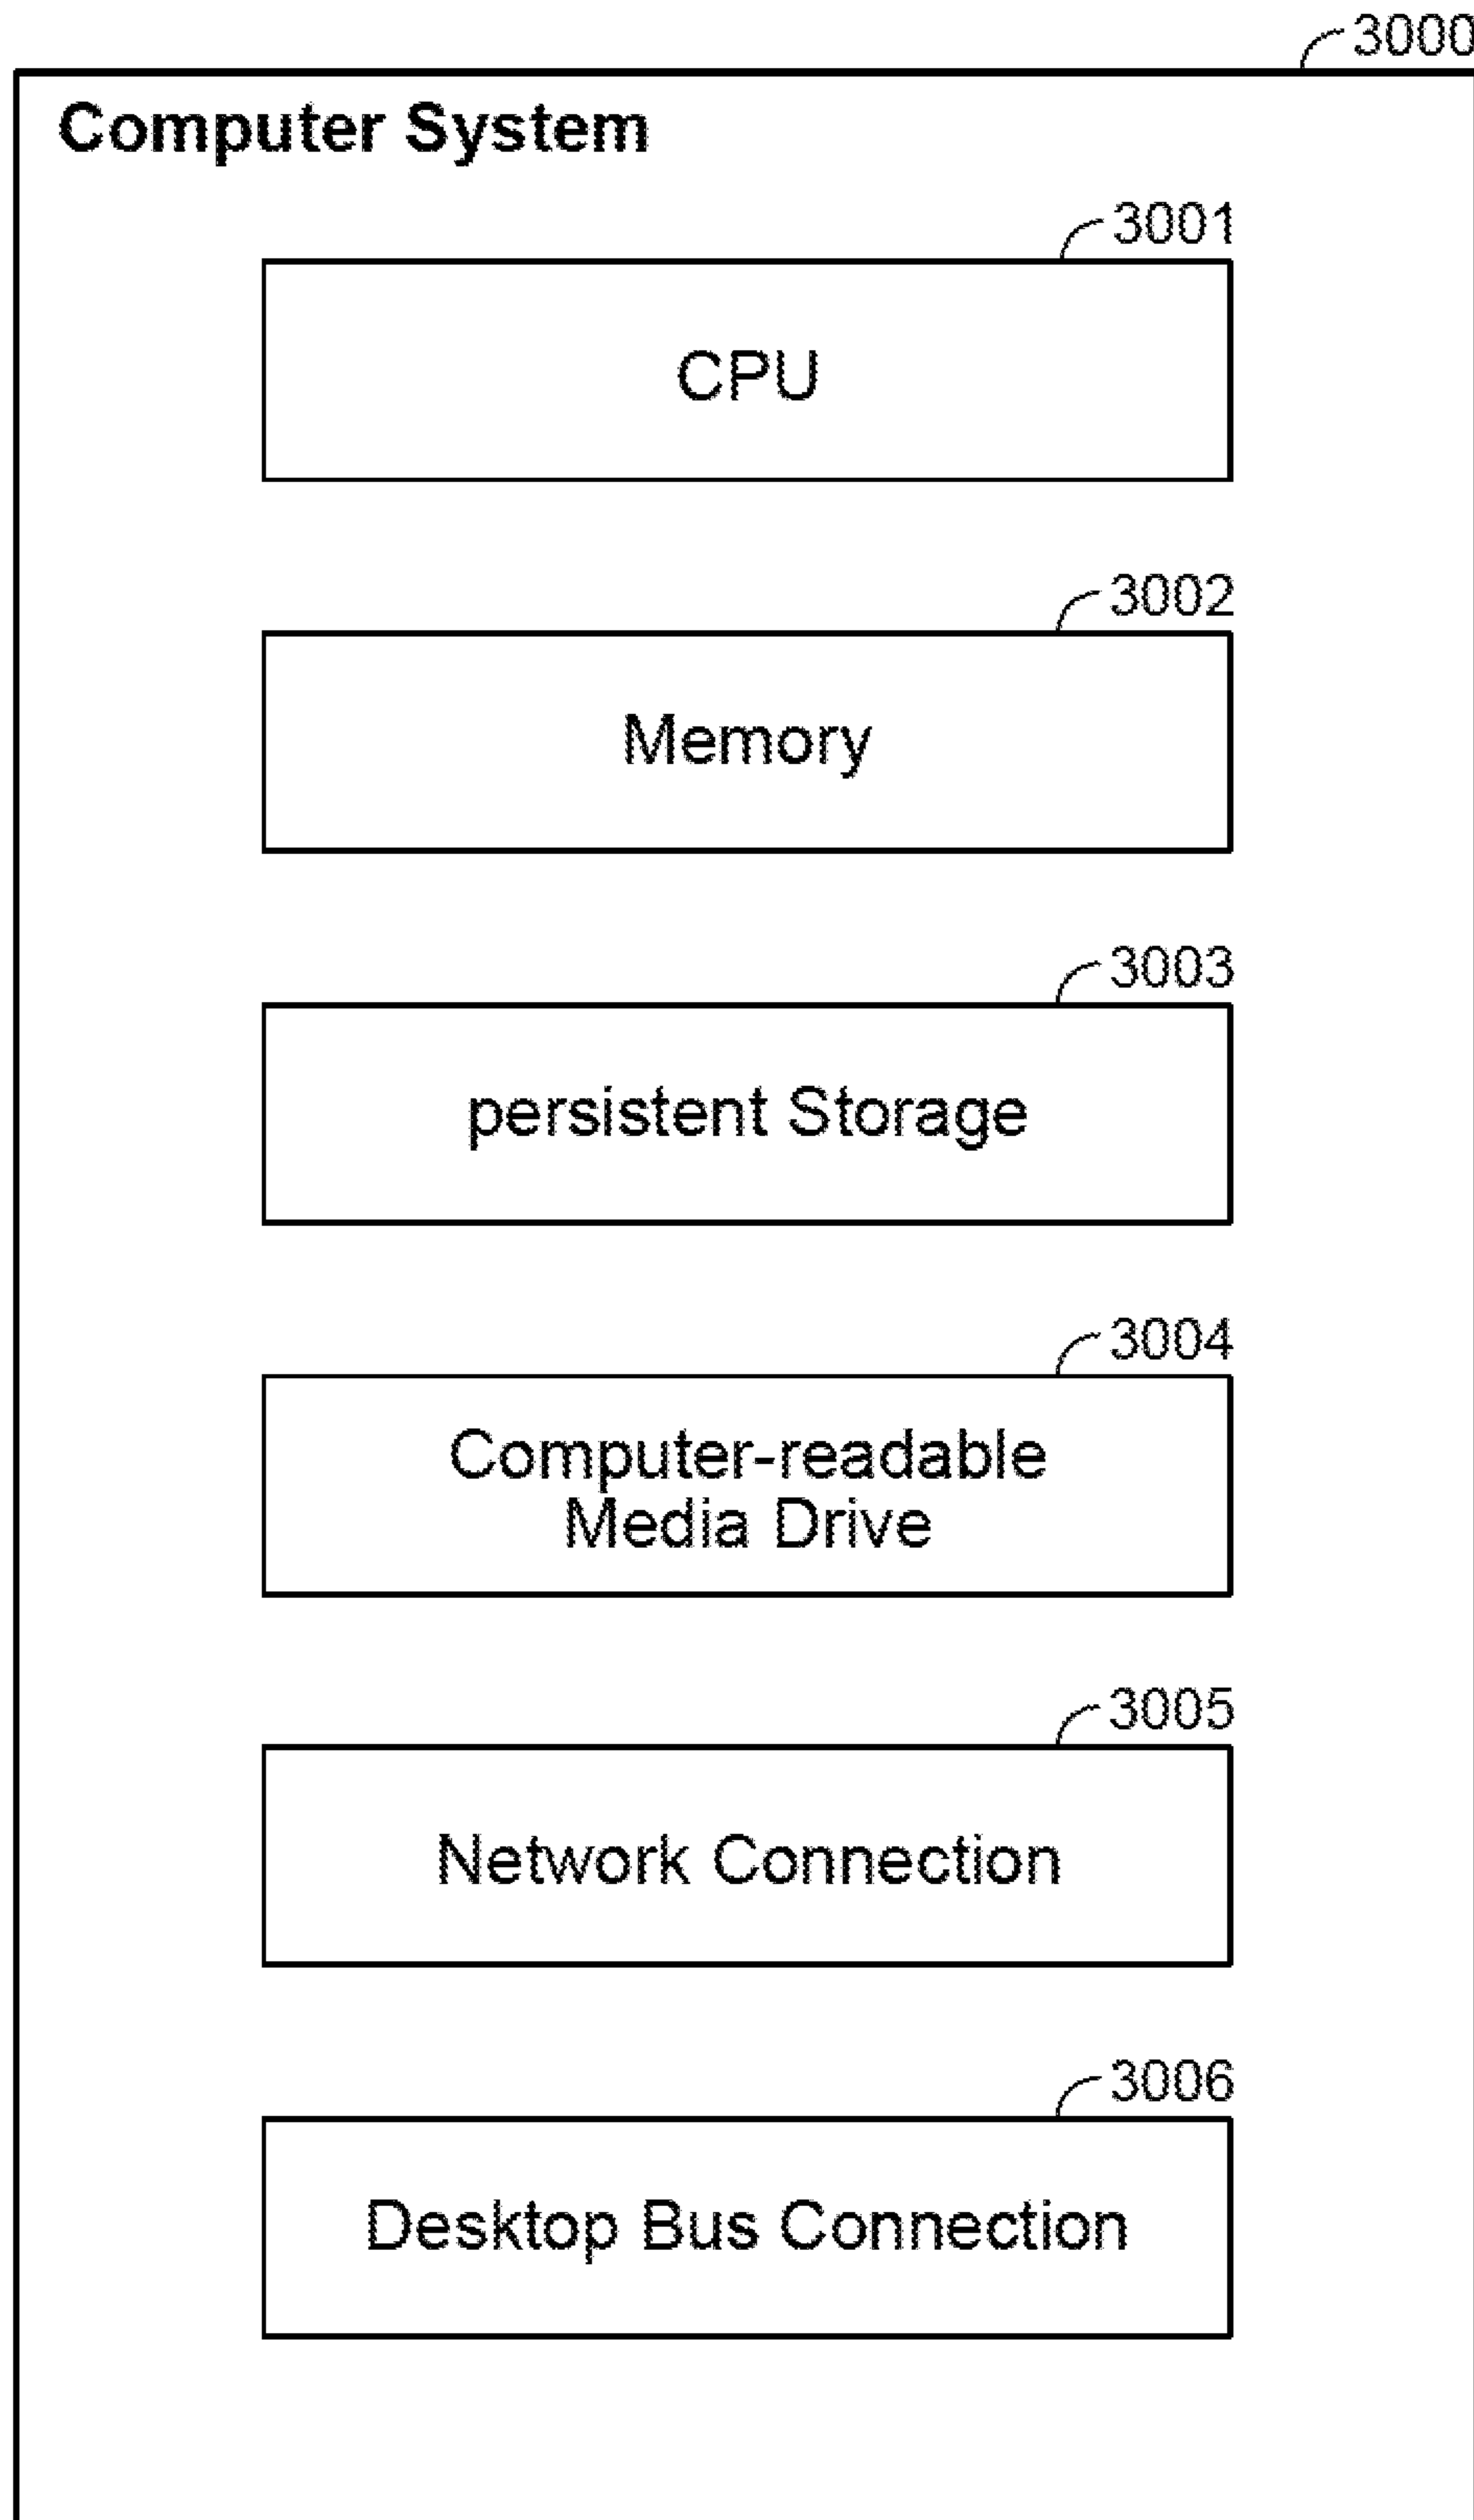 3000
Computer System
3001
CPU
3002
Memory
3003
persistent Storage
3004
Computer-readable
Media Drive
3005
Network Connection
3006
Desktop Bus Connection